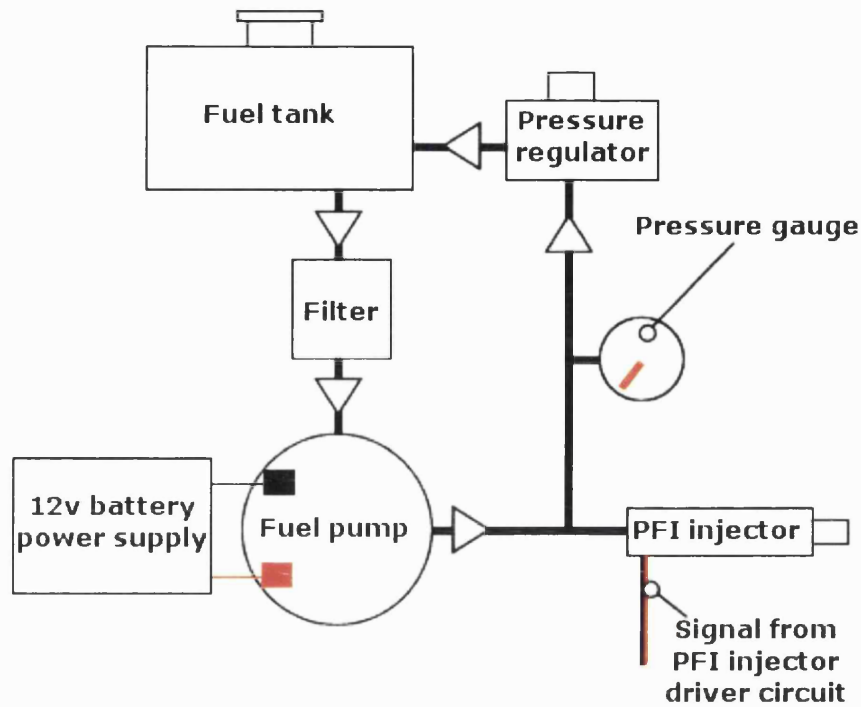 Fuel tank
Pressure
regulator
Pressure gauge
Filter
12v battery
power supply
Fuel pump
PFI injector
Signal from
PFI injector
driver circuit